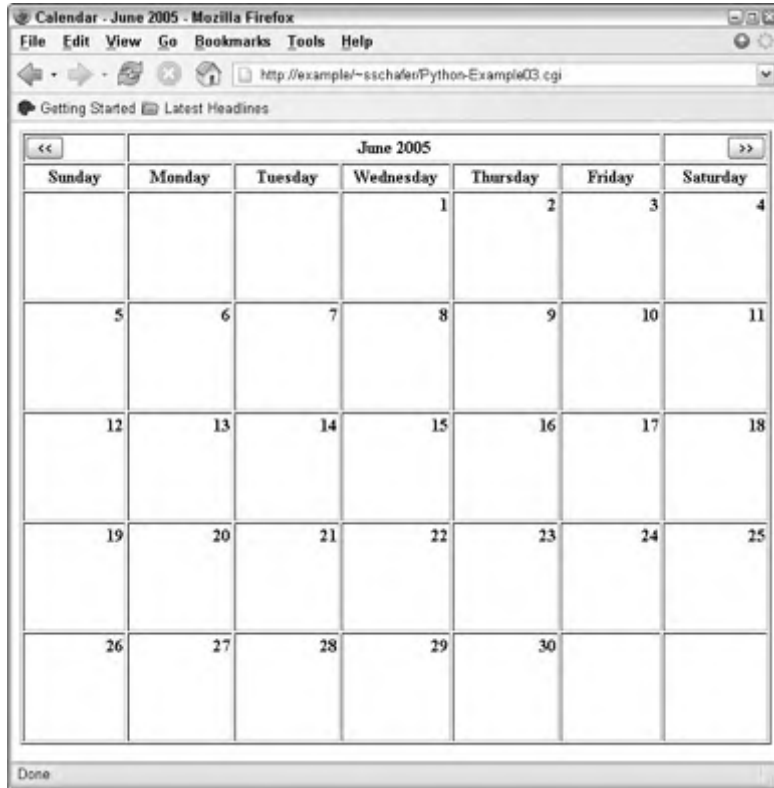 Calendar - June 2005 - Mozilla Firefox
File Edit View Go Bookmarks Tools Help
http://example/~sschafer/Python-Example03.cgi
Getting Started Latest Headlines
<< June 2005 >>
Sunday Monday Tuesday Wednesday Thursday Friday Saturday
1 2 3 4
5 6 7 8 9 10 11
12 13 14 15 16 17 18
19 20 21 22 23 24 25
26 27 28 29 30
Done